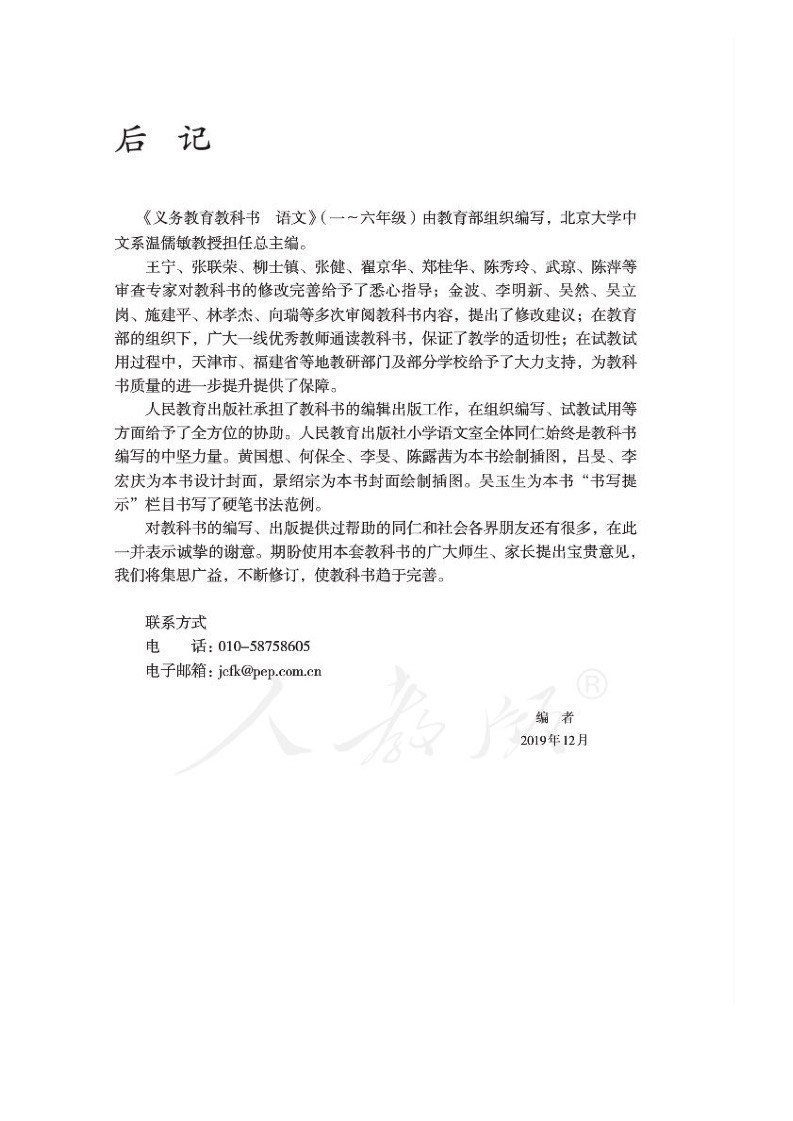 后 记
《义务教育教科书 语文》（一～六年级）由教育部组织编写，北京大学中
文系温儒敏教授担任总主编。
王宁、张联荣、柳士镇、张健、翟京华、郑桂华、陈秀玲、武琼、陈萍等
审查专家对教科书的修改完善给予了悉心指导；金波、李明新、吴然、吴立
岗、施建平、林孝杰、向瑞等多次审阅教科书内容，提出了修改建议；在教育
部的组织下，广大一线优秀教师通读教科书，保证了教学的适切性；在试教试
用过程中，天津市、福建省等地教研部门及部分学校给予了大力支持，为教科
书质量的进一步提升提供了保障。
人民教育出版社承担了教科书的编辑出版工作，在组织编写、试教试用等
方面给予了全方位的协助。人民教育出版社小学语文室全体同仁始终是教科书
编写的中坚力量。黄国想、何保全、李旻、陈露茜为本书绘制插图，吕旻、李
宏庆为本书设计封面，景绍宗为本书封面绘制插图。吴玉生为本书“书写提
示”栏目书写了硬笔书法范例。
对教科书的编写、出版提供过帮助的同仁和社会各界朋友还有很多，在此
一并表示诚挚的谢意。期盼使用本套教科书的广大师生、家长提出宝贵意见，
我们将集思广益，不断修订，使教科书趋于完善。
联系方式
电 话：010–58758605
电子邮箱：jcfk@pep.com.cn
人教版®
编 者
2019年12月